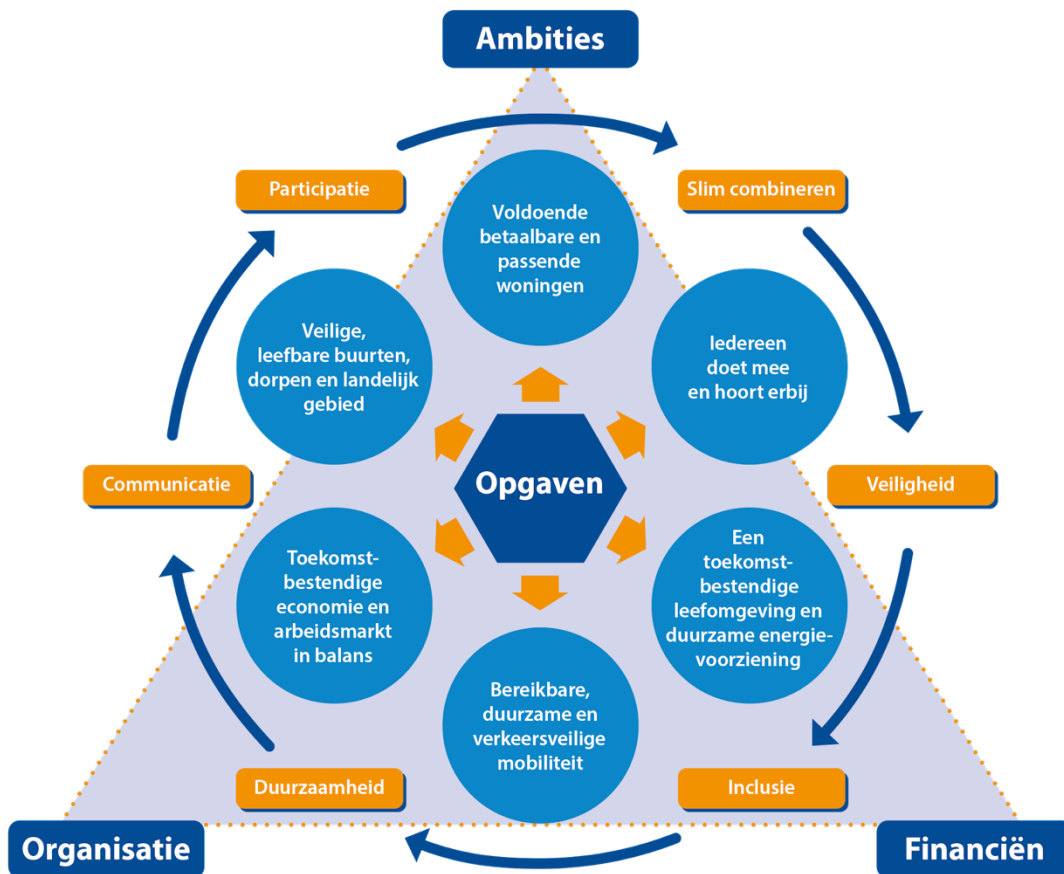 Ambities
Participatie
Slim combineren
Voldoende
betaalbare en
passende
woningen
Veilige,
leefbare buurten,
dorpen en landelijk
gebied
Iedereen
doet mee
en hoort erbij
Communicatie
Opgaven
Veiligheid
Toekomst-
bestendige
economie en
arbeidsmarkt
in balans
Een
toekomst-
bestendige
leefomgeving en
duurzame energie-
voorziening
Bereikbare,
duurzame en
verkeersveilige
mobiliteit
Duurzaamheid
Inclusie
Organisatie
Financiën